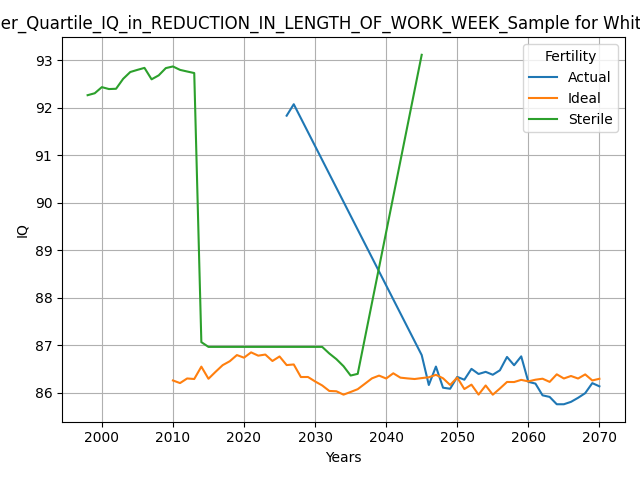 er_Quartile_IQ_in_REDUCTION_IN_LENGTH_OF_WORK_WEEK_Sample for Whit
Fertility
Actual
Ideal
Sterile
93
92
91
90
89
88
87
86
IQ
2000 2010 2020 2030 2040 2050 2060 2070
Years